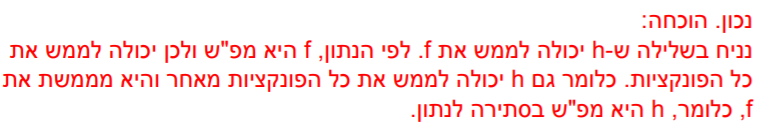 נכון. הוכחה:
נניח בשלילה ש-h יכולה לממש את f. לפי הנתון, f היא מפ"ש ולכן יכולה לממש את
כל הפונקציות. כלומר גם h יכולה לממש את כל הפונקציות מאחר והיא מממשת את
f, כלומר, h היא מפ"ש בסתירה לנתון.